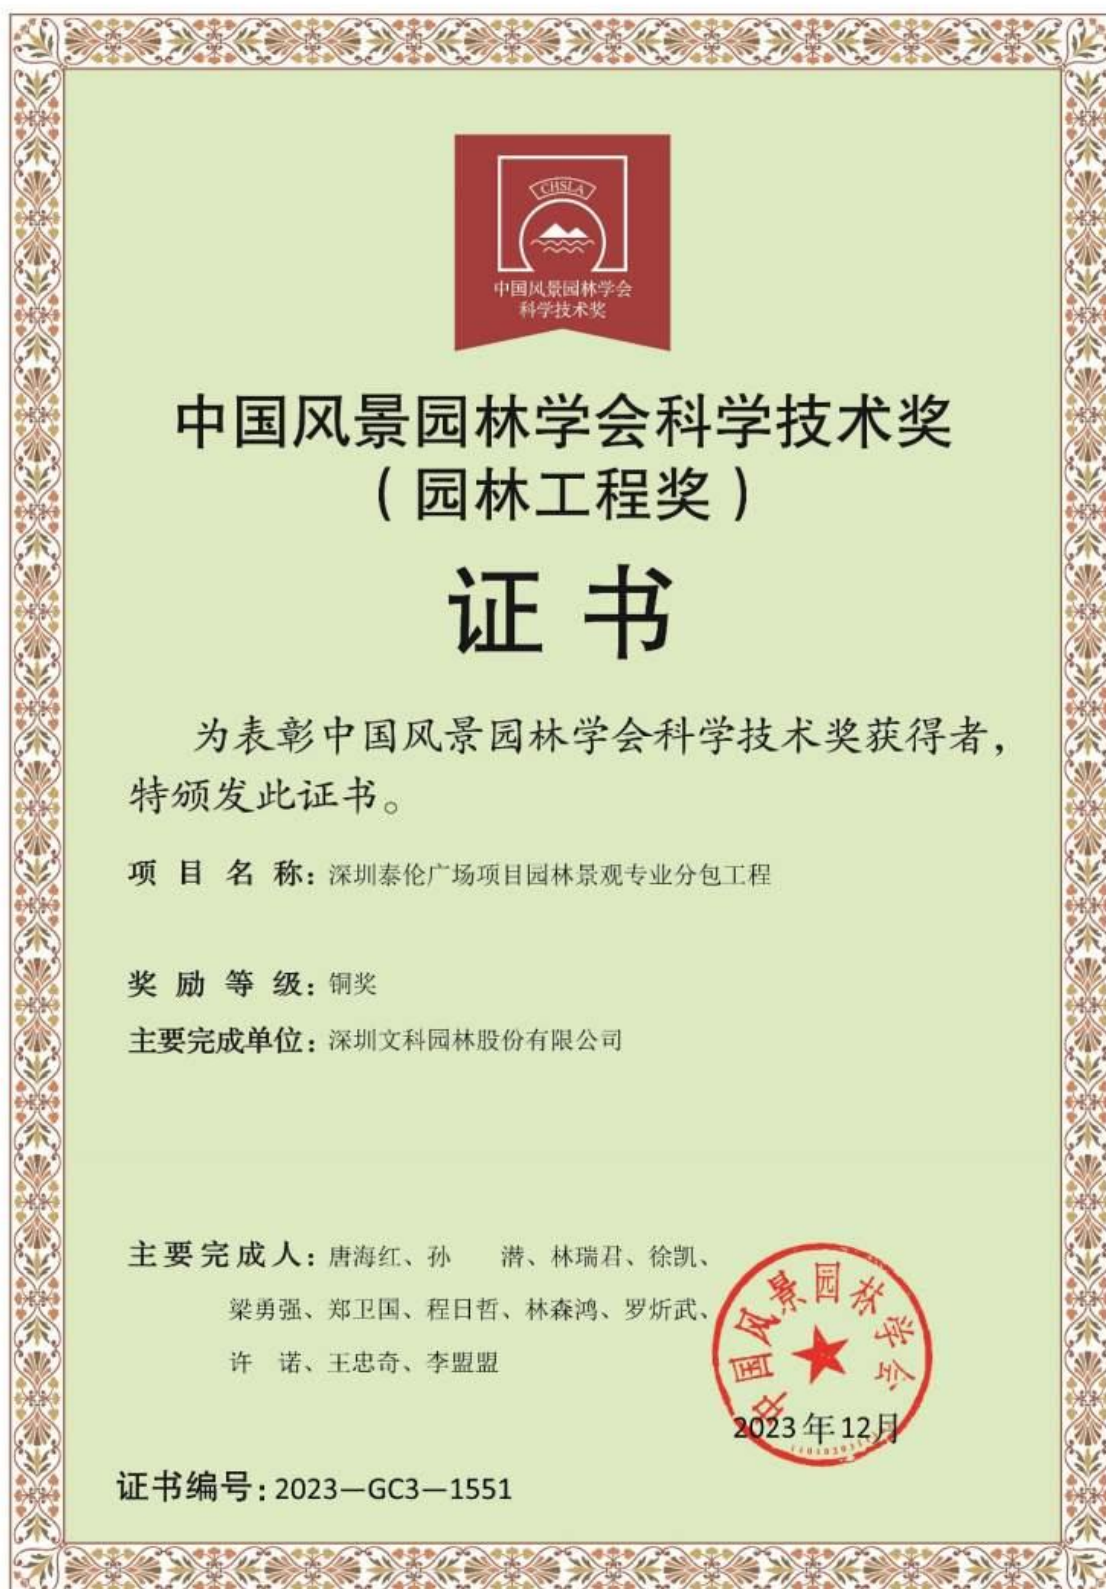 CHSLA
中国风景园林学会
科学技术奖
中国风景园林学会科学技术奖
（园林工程奖）
证书
为表彰中国风景园林学会科学技术奖获得者，
特颁发此证书。
项目名称：深圳泰伦广场项目园林景观专业分包工程
奖励等级：铜奖
主要完成单位：深圳文科园林股份有限公司
主要完成人：唐海红、孙 潜、林瑞君、徐凯、
梁勇强、郑卫国、程日哲、林森鸿、罗炘武、
许 诺、王忠奇、李盟盟
中国风景园林学会
2023年12月
证书编号：2023—GC3—1551